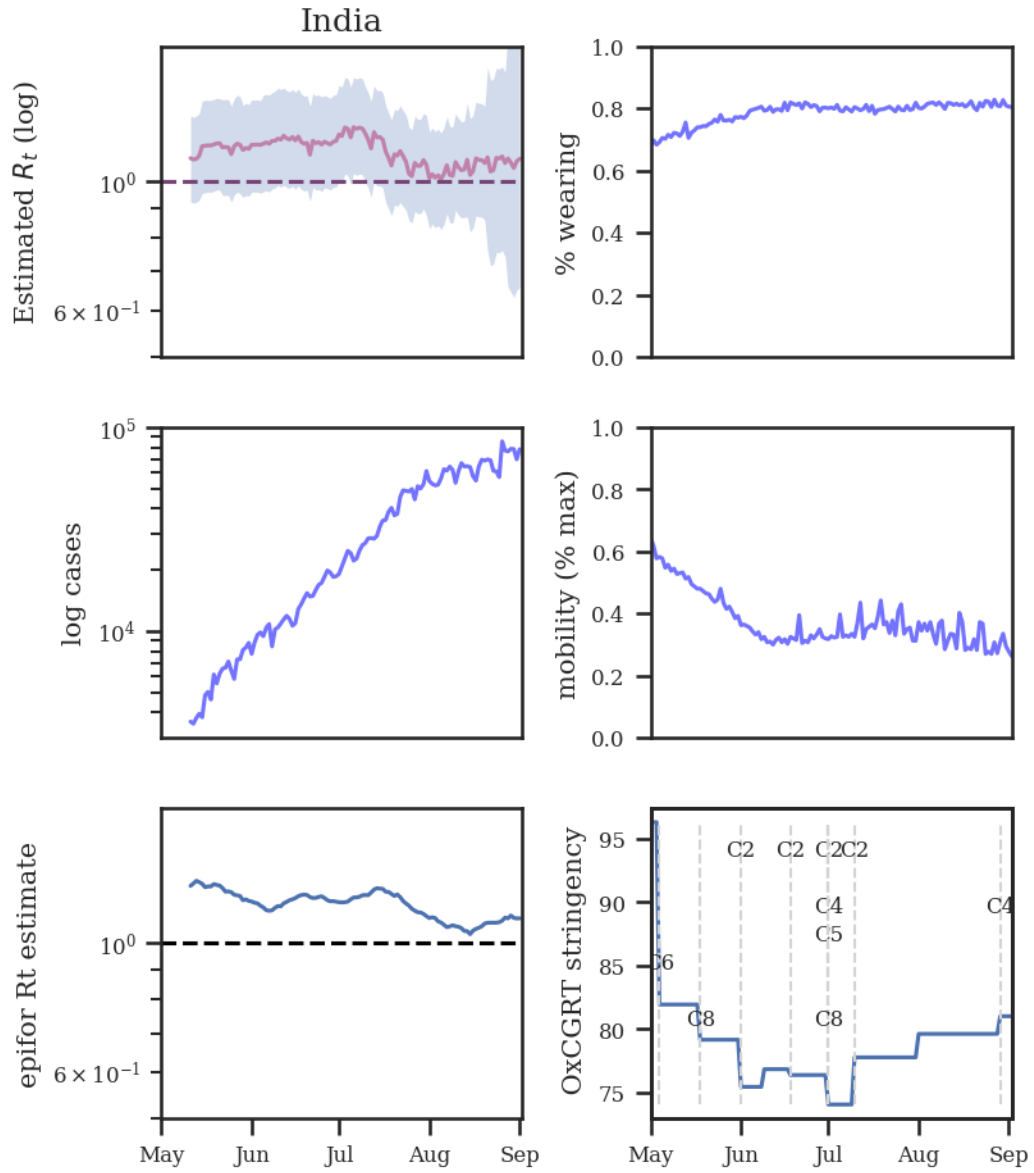 India
Estimated R_t (log)
10^0
6 × 10^{-1}
% wearing
1.0
0.8
0.6
0.4
0.2
0.0
log cases
10^5
10^4
mobility (% max)
1.0
0.8
0.6
0.4
0.2
0.0
epifor Rt estimate
10^0
6 × 10^{-1}
May Jun Jul Aug Sep
OxCGRT stringency
95
90
85
80
75
C2 C2 C2 C2
C4 C4
C5
C6
C8 C8
May Jun Jul Aug Sep